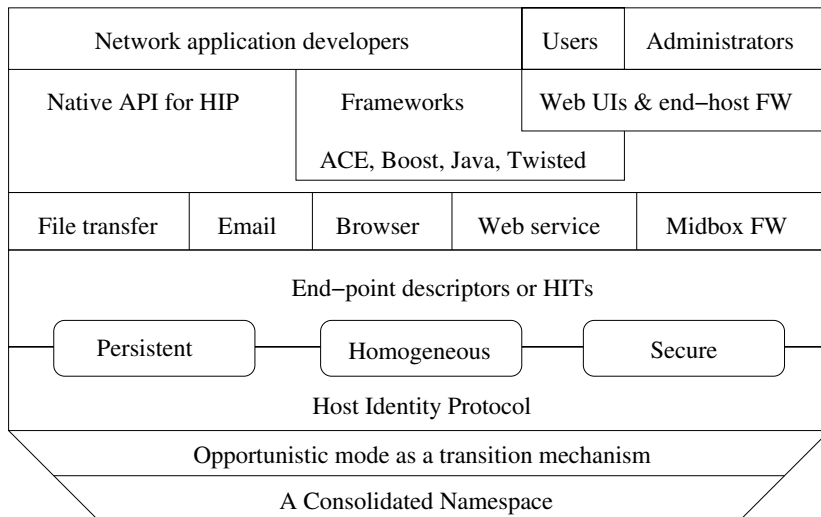 Network application developers Users Administrators
Native API for HIP Frameworks Web UIs & end−host FW
ACE, Boost, Java, Twisted
File transfer Email Browser Web service Midbox FW
End−point descriptors or HITs
Persistent Homogeneous Secure
Host Identity Protocol
Opportunistic mode as a transition mechanism
A Consolidated Namespace